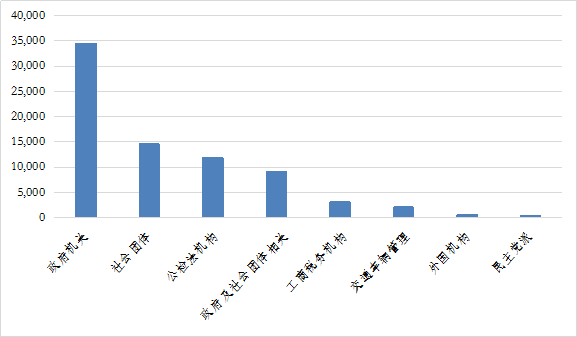 40,000
35,000
30,000
25,000
20,000
15,000
10,000
5,000
0
政府机关
社会团体
公检法机构
政府及社会团体相关
工商税务机构
交通车辆管理
外国机构
民主党派